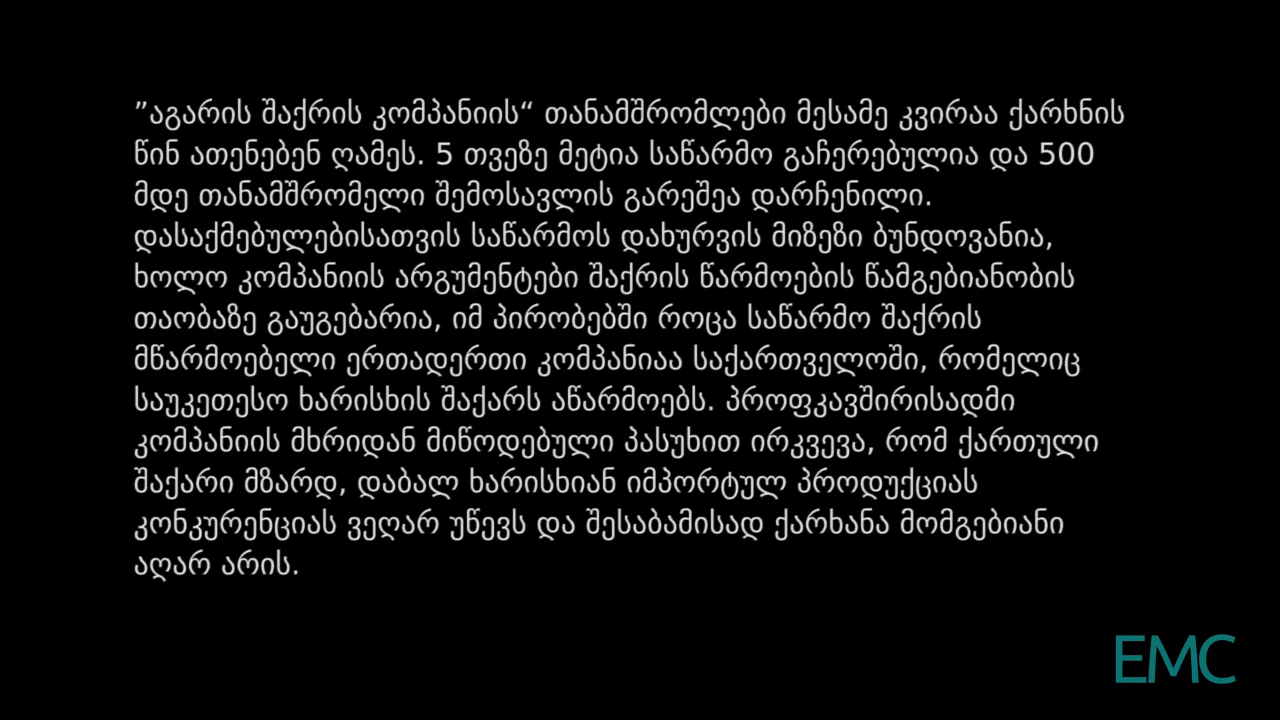 ”აგარის შაქრის კომპანიის“ თანამშრომლები მესამე კვირაა ქარხნის
წინ ათენებენ ღამეს. 5 თვეზე მეტია საწარმო გაჩერებულია და 500
მდე თანამშრომელი შემოსავლის გარეშეა დარჩენილი.
დასაქმებულებისათვის საწარმოს დახურვის მიზეზი ბუნდოვანია,
ხოლო კომპანიის არგუმენტები შაქრის წარმოების წამგებიანობის
თაობაზე გაუგებარია, იმ პირობებში როცა საწარმო შაქრის
მწარმოებელი ერთადერთი კომპანიაა საქართველოში, რომელიც
საუკეთესო ხარისხის შაქარს აწარმოებს. პროფკავშირისადმი
კომპანიის მხრიდან მიწოდებული პასუხით ირკვევა, რომ ქართული
შაქარი მზარდ, დაბალ ხარისხიან იმპორტულ პროდუქციას
კონკურენციას ვეღარ უწევს და შესაბამისად ქარხანა მომგებიანი
აღარ არის.
EMC